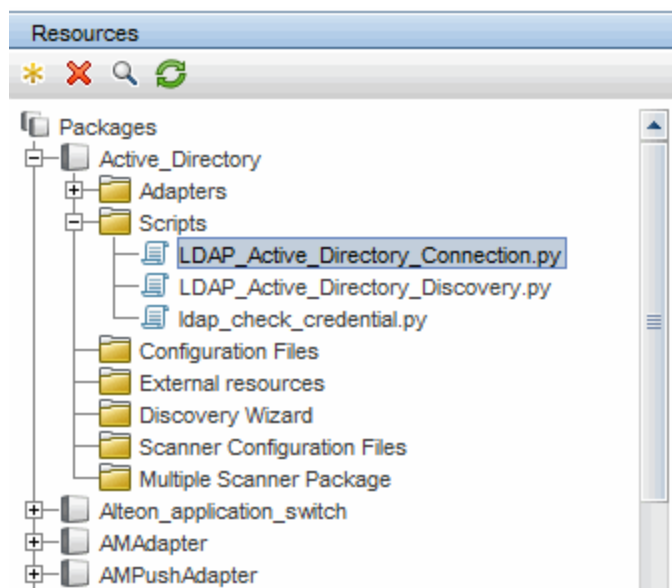 Resources
Packages
Active_Directory
Adapters
Scripts
LDAP_Active_Directory_Connection.py
LDAP_Active_Directory_Discovery.py
ldap_check_credential.py
Configuration Files
External resources
Discovery Wizard
Scanner Configuration Files
Multiple Scanner Package
Alteon_application_switch
AMAdapter
AMPushAdapter